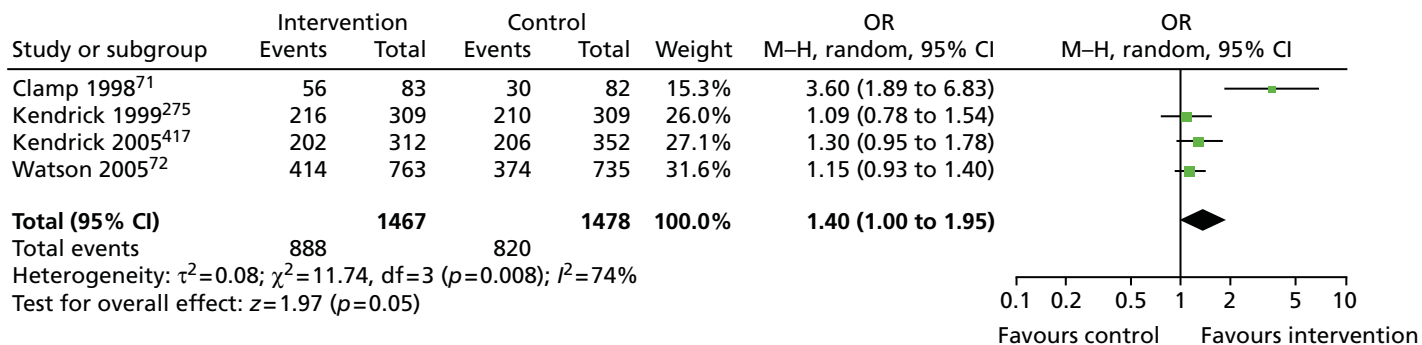 Intervention Control OR OR
Study or subgroup Events Total Events Total Weight M–H, random, 95% CI M–H, random, 95% CI
Clamp 1998⁷¹ 56 83 30 82 15.3% 3.60 (1.89 to 6.83)
Kendrick 1999²⁷⁵ 216 309 210 309 26.0% 1.09 (0.78 to 1.54)
Kendrick 2005⁴¹⁷ 202 312 206 352 27.1% 1.30 (0.95 to 1.78)
Watson 2005⁷² 414 763 374 735 31.6% 1.15 (0.93 to 1.40)
Total (95% CI) 1467 1478 100.0% 1.40 (1.00 to 1.95)
Total events 888 820
Heterogeneity: τ²=0.08; χ²=11.74, df=3 (p=0.008); I²=74%
Test for overall effect: z=1.97 (p=0.05)
0.1 0.2 0.5 1 2 5 10
Favours control Favours intervention